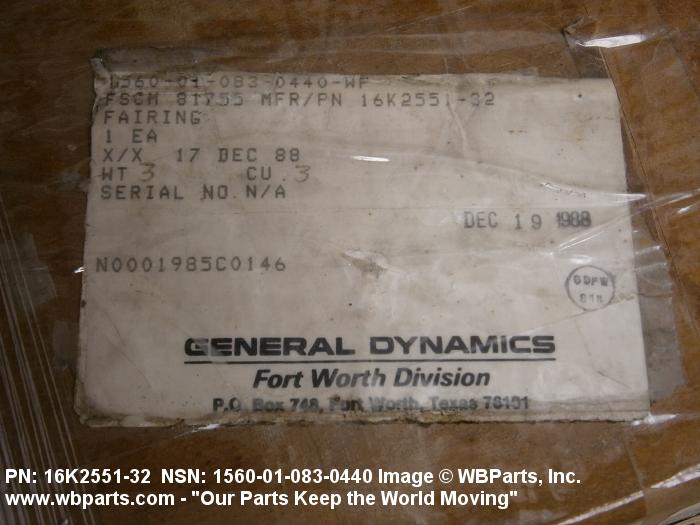 1560-01-083-0440-WF
FSCM 81755 MFR/PN 16K2551-32
FAIRING
1 EA
X/X 17 DEC 88
WT 3 CU .3
SERIAL NO. N/A
DEC 19 1988
N0001985C0146
GDFW
GENERAL DYNAMICS
Fort Worth Division
P.O. Box 748, Fort Worth, Texas 76101
PN: 16K2551-32 NSN: 1560-01-083-0440 Image © WBParts, Inc.
www.wbparts.com - "Our Parts Keep the World Moving"